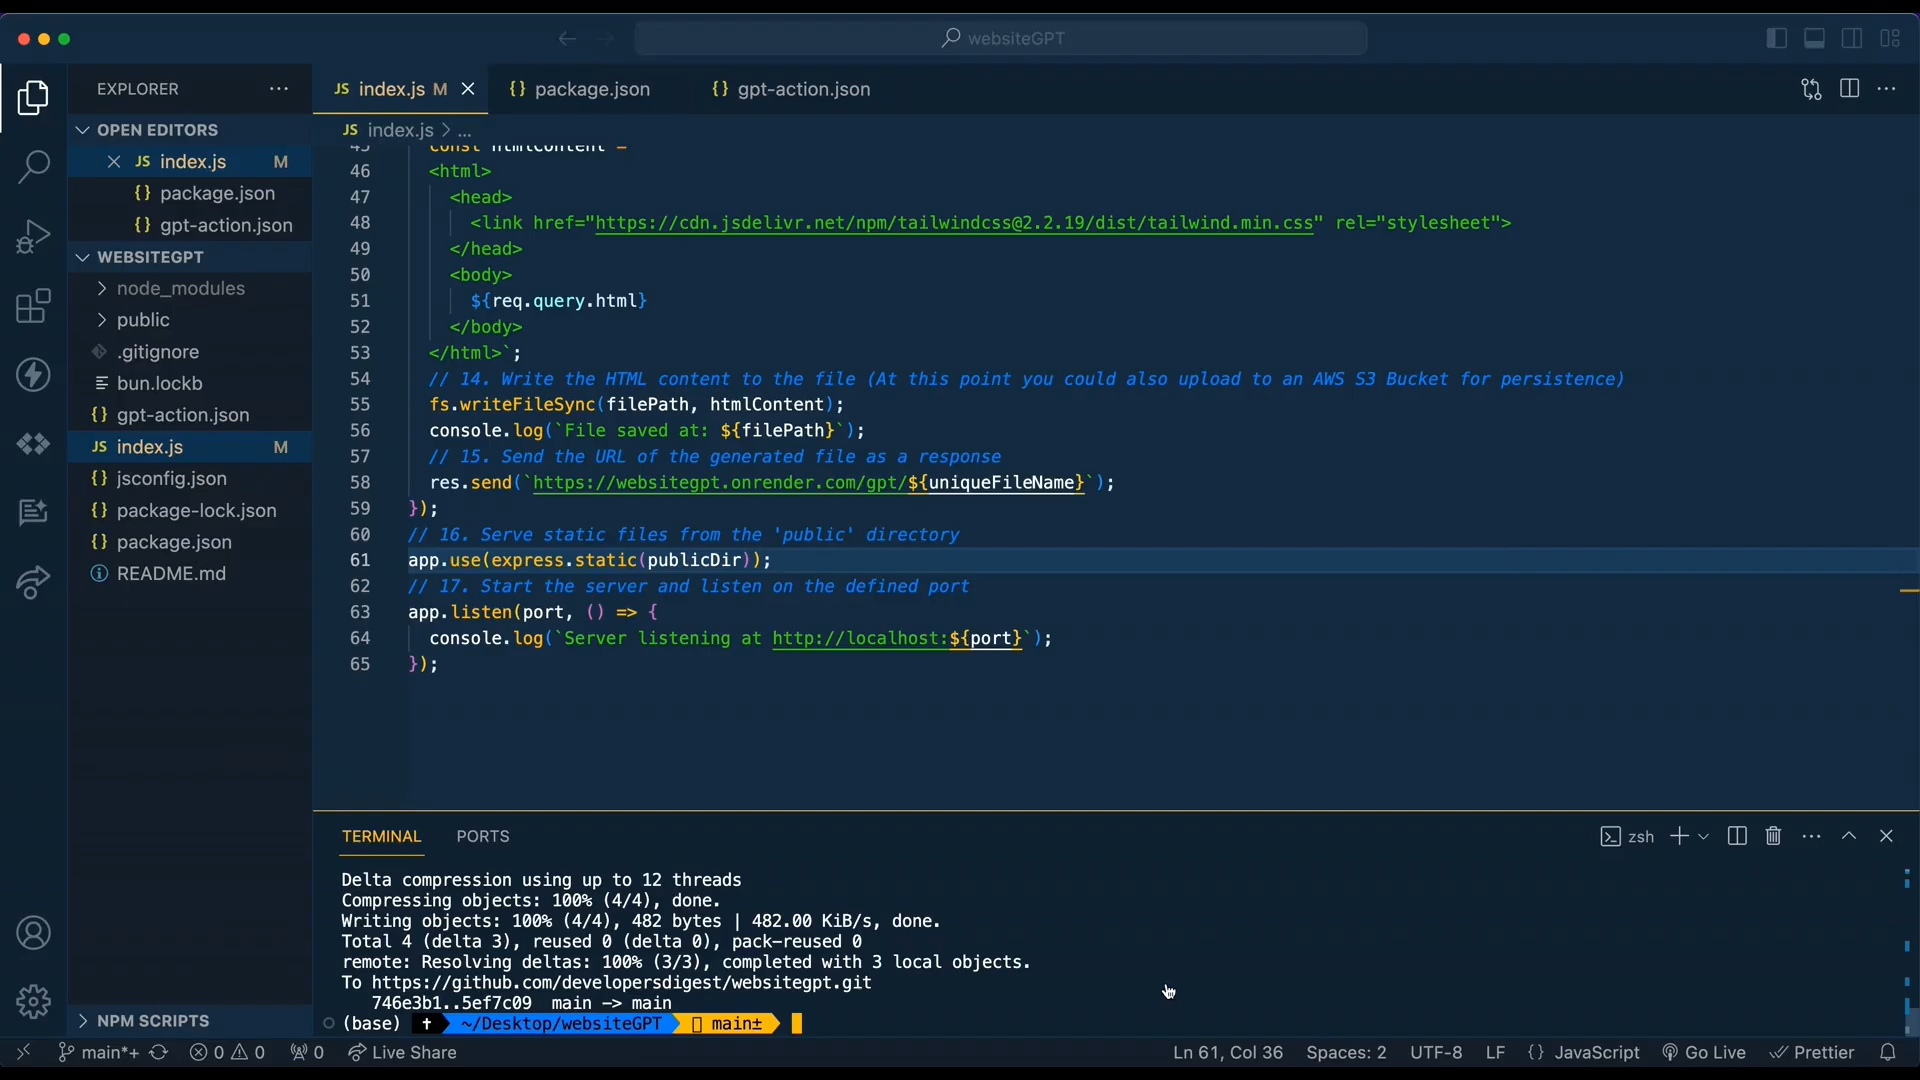 websiteGPT
EXPLORER
JS index.js M
{} package.json
{} gpt-action.json
OPEN EDITORS
JS index.js M
{} package.json
{} gpt-action.json
WEBSITEGPT
node_modules
public
.gitignore
bun.lockb
{} gpt-action.json
JS index.js M
{} jsconfig.json
{} package-lock.json
{} package.json
README.md
NPM SCRIPTS
JS index.js > ...
45 const htmlContent =
46 <html>
47 <head>
48 <link href="https://cdn.jsdelivr.net/npm/tailwindcss@2.2.19/dist/tailwind.min.css" rel="stylesheet">
49 </head>
50 <body>
51 ${req.query.html}
52 </body>
53 </html>`;
54 // 14. Write the HTML content to the file (At this point you could also upload to an AWS S3 Bucket for persistence)
55 fs.writeFileSync(filePath, htmlContent);
56 console.log(`File saved at: ${filePath}`);
57 // 15. Send the URL of the generated file as a response
58 res.send(`https://websitegpt.onrender.com/gpt/${uniqueFileName}`);
59 });
60 // 16. Serve static files from the 'public' directory
61 app.use(express.static(publicDir));
62 // 17. Start the server and listen on the defined port
63 app.listen(port, () => {
64 console.log(`Server listening at http://localhost:${port}`);
65 });
TERMINAL
PORTS
zsh
Delta compression using up to 12 threads
Compressing objects: 100% (4/4), done.
Writing objects: 100% (4/4), 482 bytes | 482.00 KiB/s, done.
Total 4 (delta 3), reused 0 (delta 0), pack-reused 0
remote: Resolving deltas: 100% (3/3), completed with 3 local objects.
To https://github.com/developersdigest/websitegpt.git
746e3b1..5ef7c09 main -> main
(base) ~/Desktop/websiteGPT main±
main*+
0
0
0
Live Share
Ln 61, Col 36
Spaces: 2
UTF-8
LF
{} JavaScript
Go Live
Prettier